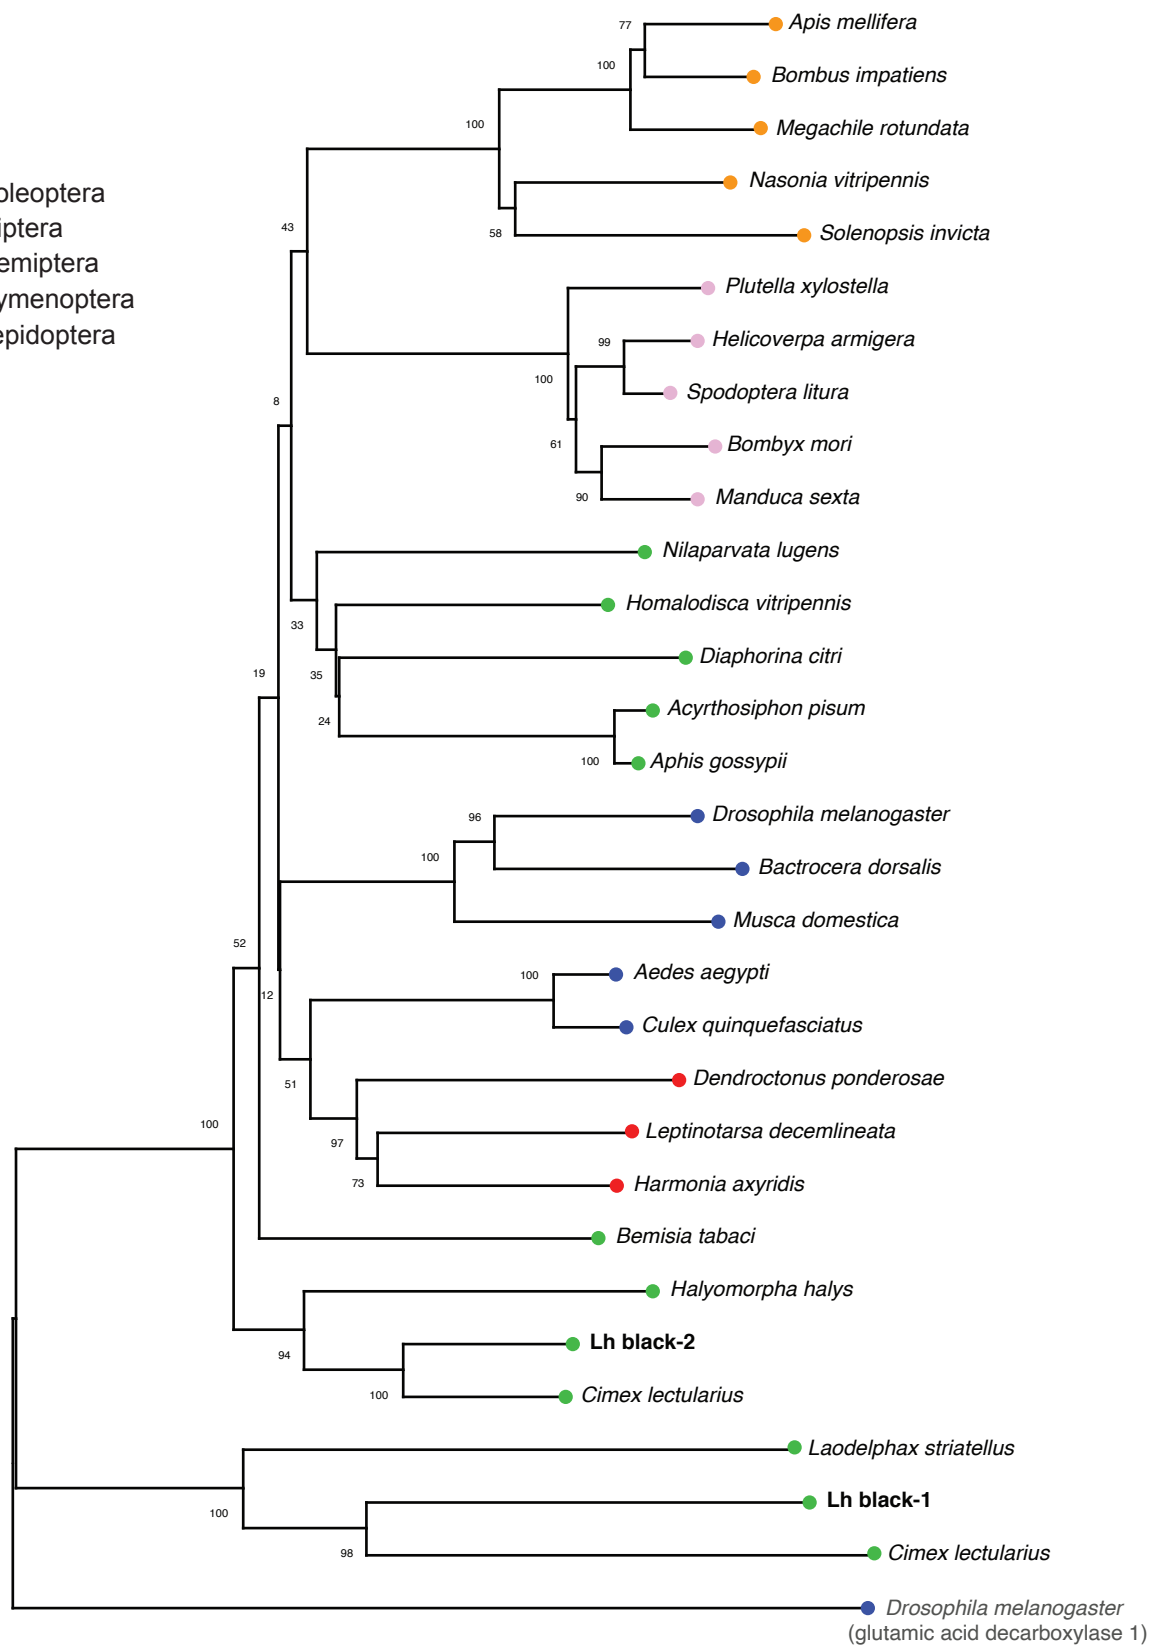 77
Apis mellifera
100
Bombus impatiens
100
Megachile rotundata
oleoptera
Nasonia vitripennis
iptera
43
58
Solenopsis invicta
emiptera
Plutella xylostella
ymenoptera
99
Helicoverpa armigera
epidoptera
100
Spodoptera litura
8
61
Bombyx mori
90
Manduca sexta
Nilaparvata lugens
33
Homalodisca vitripennis
19
35
Diaphorina citri
24
Acyrthosiphon pisum
100
Aphis gossypii
96
Drosophila melanogaster
100
Bactrocera dorsalis
52
Musca domestica
12
100
Aedes aegypti
Culex quinquefasciatus
51
Dendroctonus ponderosae
100
97
Leptinotarsa decemlineata
73
Harmonia axyridis
Bemisia tabaci
Halyomorpha halys
94
Lh black-2
100
Cimex lectularius
Laodelphax striatellus
100
Lh black-1
98
Cimex lectularius
Drosophila melanogaster
(glutamic acid decarboxylase 1)